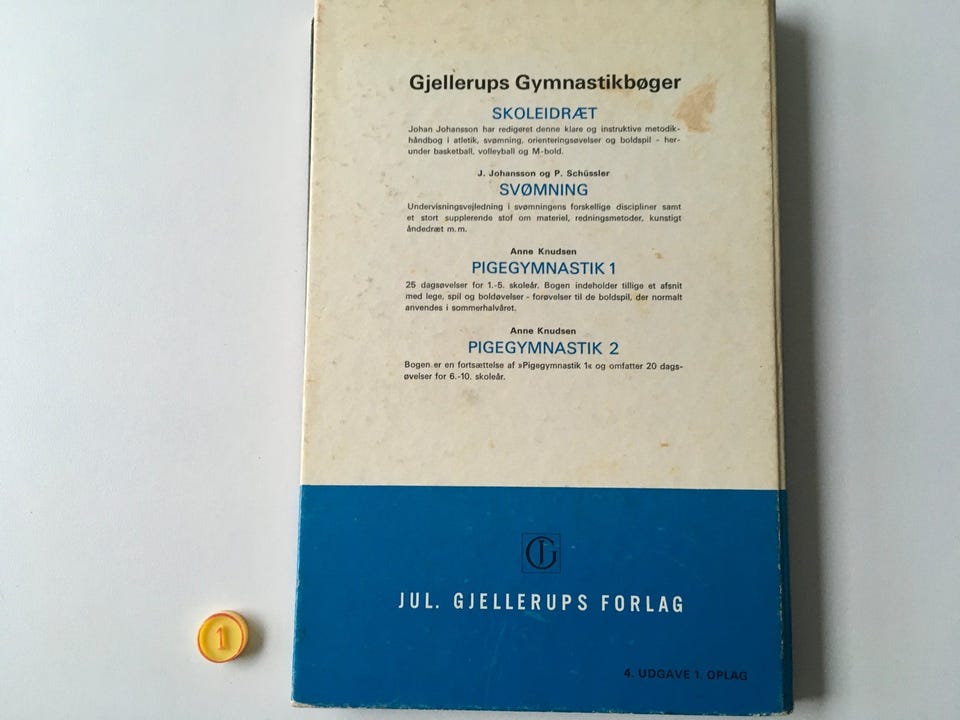 Gjellerups Gymnastikbøger
SKOLEIDRÆT
Johan Johansson har redigeret denne klare og instruktive metodik-
håndbog i atletik, svømning, orienteringsøvelser og boldspil - her-
under basketball, volleyball og M-bold.
J. Johansson og P. Schüssler
SVØMNING
Undervisningsvejledning i svømningens forskellige discipliner samt
et stort supplerende stof om materiel, redningsmetoder, kunstigt
åndedræt m.m.
Anne Knudsen
PIGEGYMNASTIK 1
25 dagsøvelser for 1.-5. skoleår. Bogen indeholder tillige et afsnit
med lege, spil og boldøvelser - forøvelser til de boldspil, der normalt
anvendes i sommerhalvåret.
Anne Knudsen
PIGEGYMNASTIK 2
Bogen er en fortsættelse af »Pigegymnastik 1« og omfatter 20 dags-
øvelser for 6.-10. skoleår.
JG
JUL. GJELLERUPS FORLAG
4. UDGAVE 1. OPLAG
1